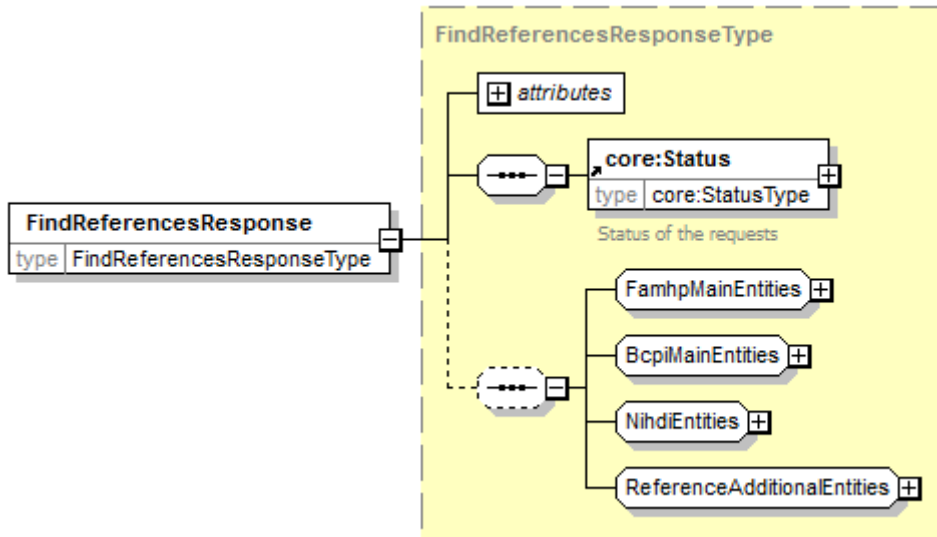 FindReferencesResponseType
attributes
core:Status
type core:StatusType
Status of the requests
FindReferencesResponse
type FindReferencesResponseType
FamhpMainEntities
BcpiMainEntities
NihdiEntities
ReferenceAdditionalEntities